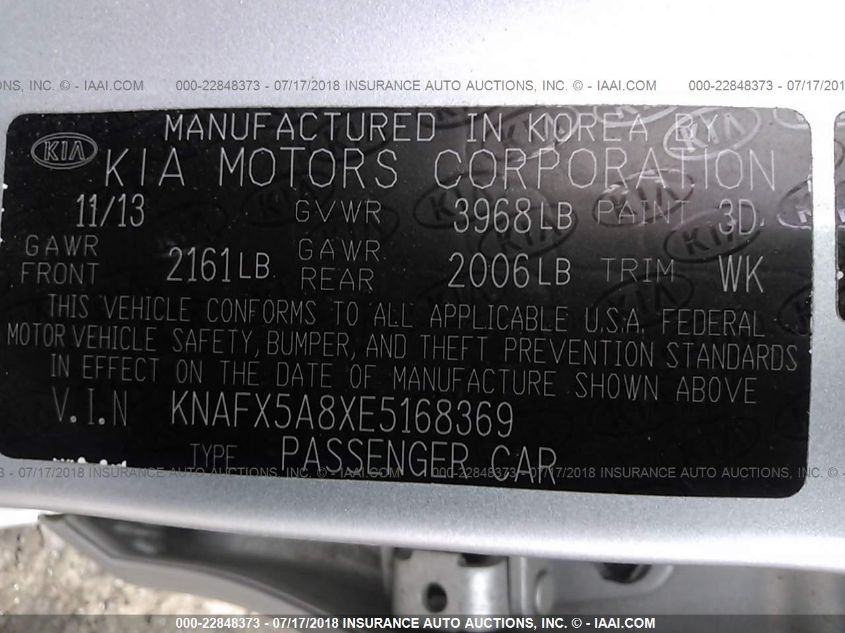 000-22848373 - 07/17/2018 INSURANCE AUTO AUCTIONS, INC. © - IAAI.COM
MANUFACTURED IN KOREA BY
KIA
KIA MOTORS CORPORATION
11/13 GVWR 3968LB PAINT 3D
GAWR FRONT 2161LB GAWR REAR 2006LB TRIM WK
THIS VEHICLE CONFORMS TO ALL APPLICABLE U.S.A. FEDERAL
MOTOR VEHICLE SAFETY, BUMPER, AND THEFT PREVENTION STANDARDS
IN EFFECT ON THE DATE OF MANUFACTURE SHOWN ABOVE
V.I.N KNAFX5A8XE5168369
TYPE PASSENGER CAR
000-22848373 - 07/17/2018 INSURANCE AUTO AUCTIONS, INC. © - IAAI.COM
000-22848373 - 07/17/2018 INSURANCE AUTO AUCTIONS, INC. © - IAAI.COM